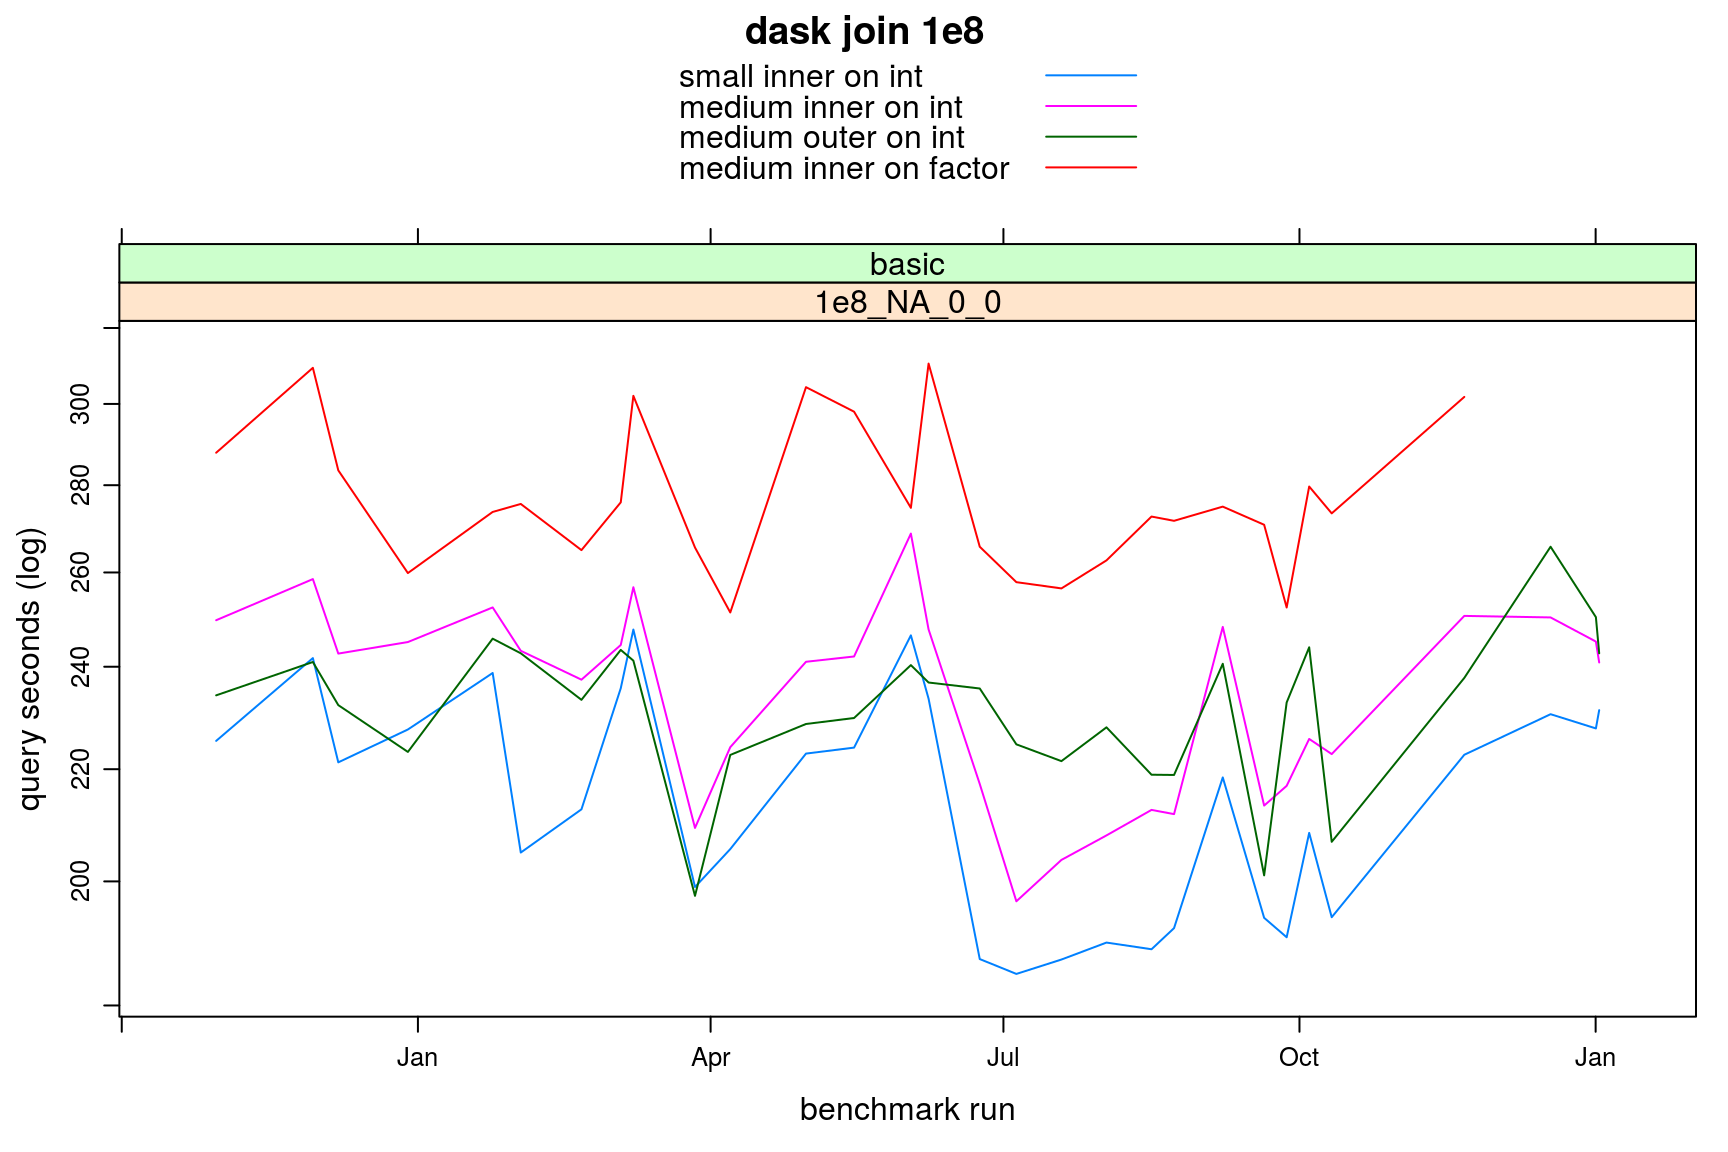 dask join 1e8
small inner on int
medium inner on int
medium outer on int
medium inner on factor
basic
1e8_NA_0_0
300
280
260
240
220
200
query seconds (log)
Jan Apr Jul Oct Jan
benchmark run